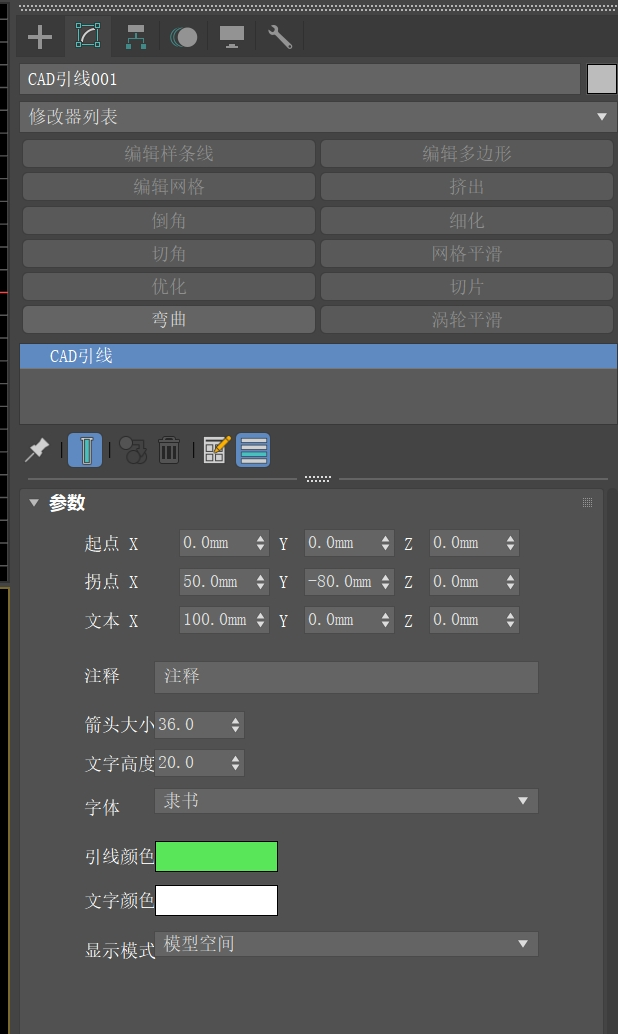 CAD引线001
修改器列表
编辑样条线 编辑多边形
编辑网格 挤出
倒角 细化
切角 网格平滑
优化 切片
弯曲 涡轮平滑
CAD引线
参数
起点 X 0.0mm Y 0.0mm Z 0.0mm
拐点 X 50.0mm Y -80.0mm Z 0.0mm
文本 X 100.0mm Y 0.0mm Z 0.0mm
注释 注释
箭头大小 36.0
文字高度 20.0
字体 隶书
引线颜色
文字颜色
显示模式 模型空间